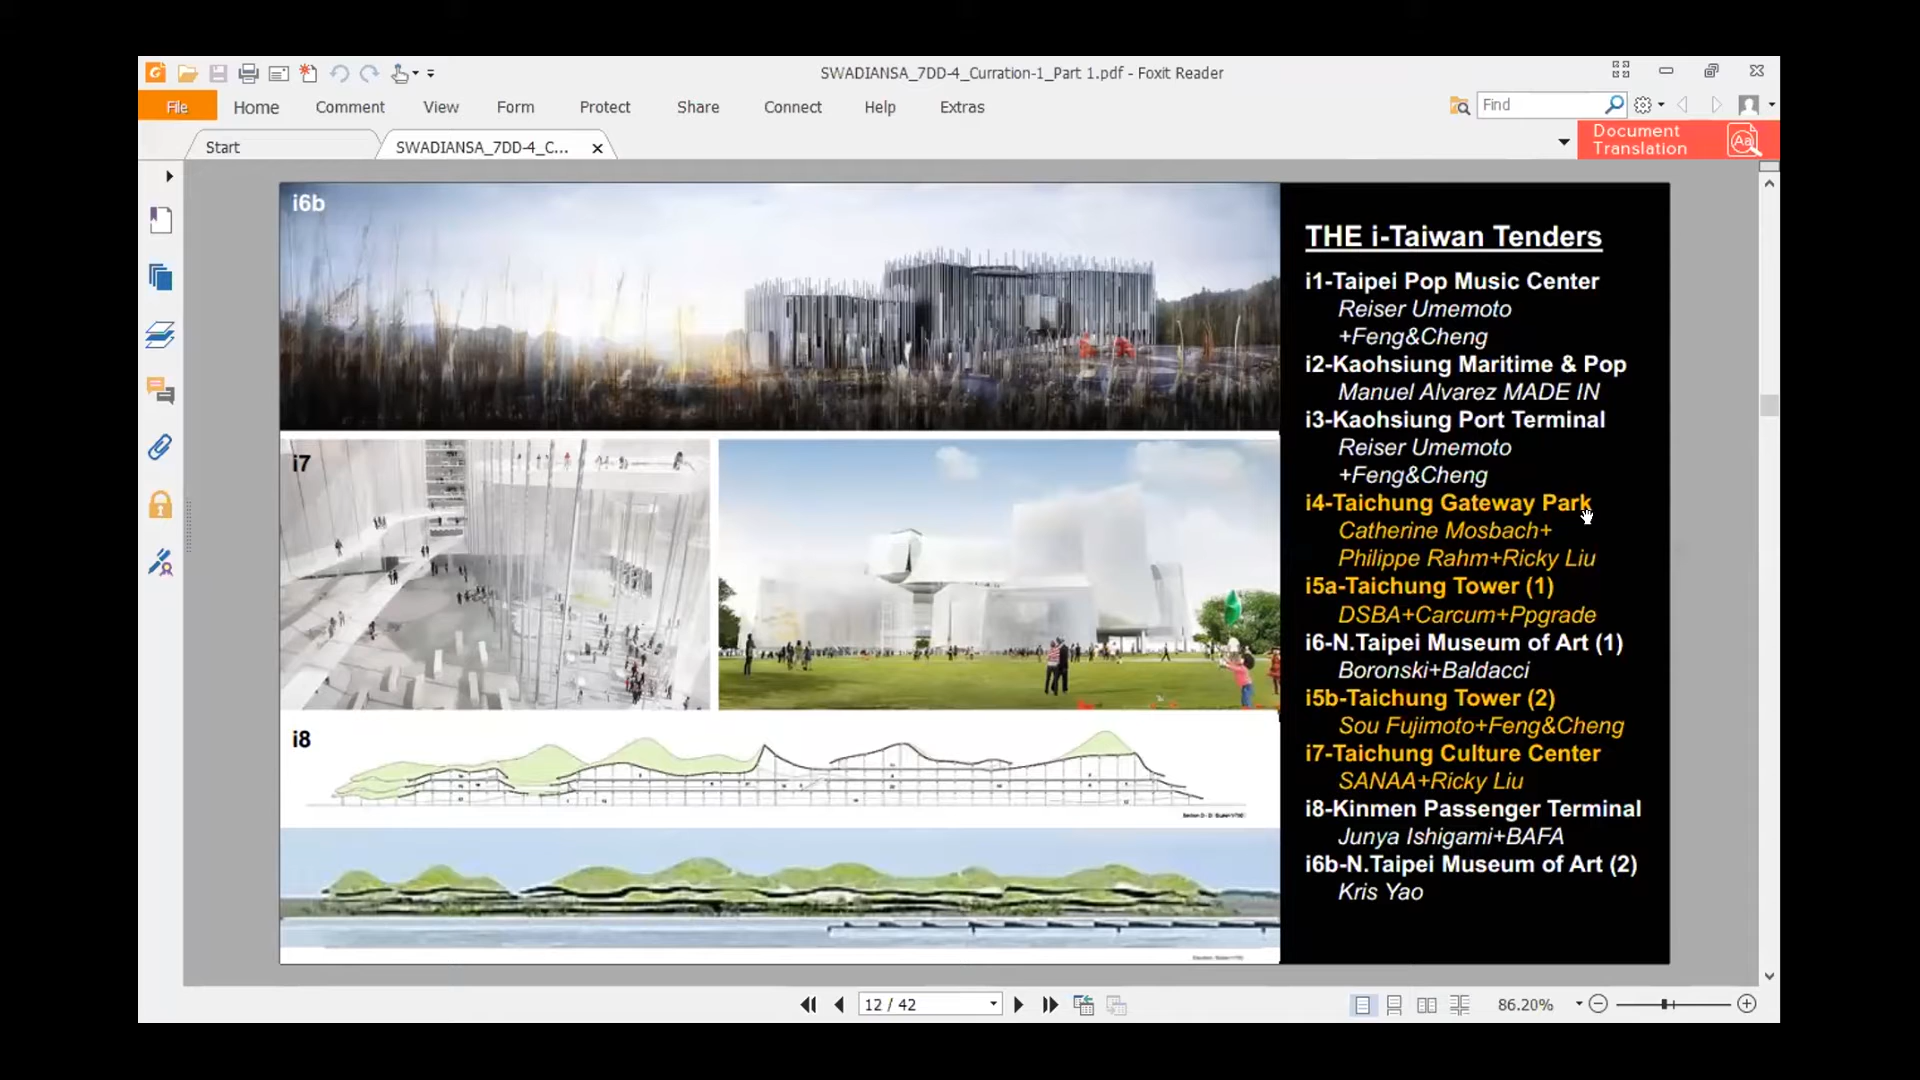 SWADIANSA_7DD-4_Curration-1_Part 1.pdf - Foxit Reader
File Home Comment View Form Protect Share Connect Help Extras
Find
Start
SWADIANSA_7DD-4_C...
Document
Translation
i6b
i7
i8
THE i-Taiwan Tenders
i1-Taipei Pop Music Center
Reiser Umemoto
+Feng&Cheng
i2-Kaohsiung Maritime & Pop
Manuel Alvarez MADE IN
i3-Kaohsiung Port Terminal
Reiser Umemoto
+Feng&Cheng
i4-Taichung Gateway Park
Catherine Mosbach+
Philippe Rahm+Ricky Liu
i5a-Taichung Tower (1)
DSBA+Carcum+Ppgrade
i6-N.Taipei Museum of Art (1)
Boronski+Baldacci
i5b-Taichung Tower (2)
Sou Fujimoto+Feng&Cheng
i7-Taichung Culture Center
SANAA+Ricky Liu
i8-Kinmen Passenger Terminal
Junya Ishigami+BAFA
i6b-N.Taipei Museum of Art (2)
Kris Yao
12 / 42
86.20%